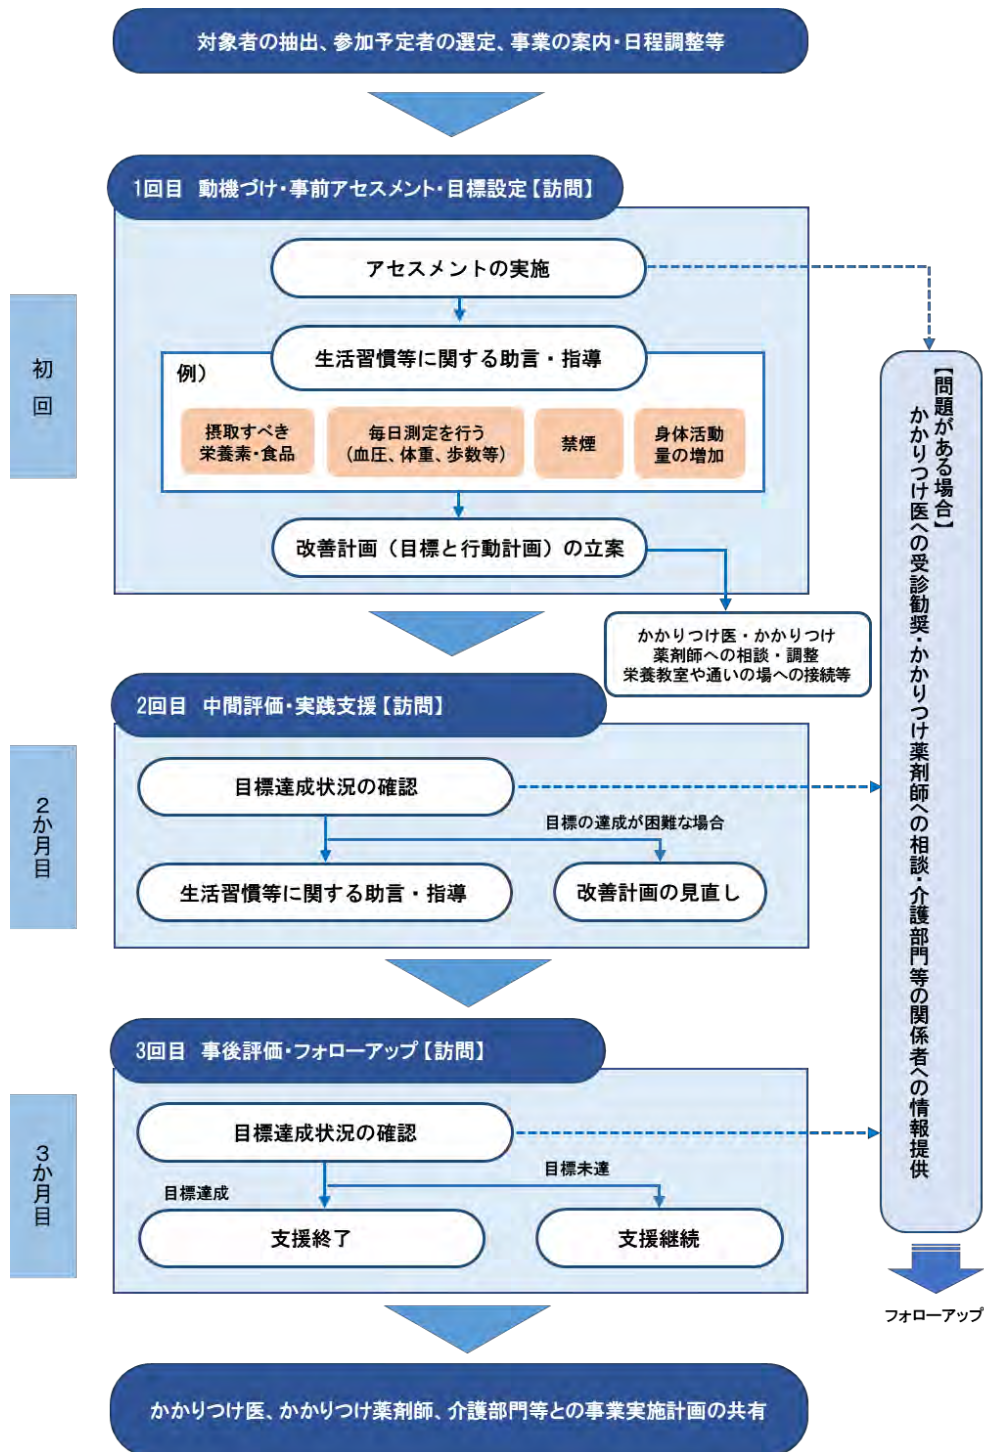 対象者の抽出、参加予定者の選定、事業の案内・日程調整等
1回目 動機づけ・事前アセスメント・目標設定【訪問】
初回
アセスメントの実施
生活習慣等に関する助言・指導
例）
摂取すべき
栄養素・食品
毎日測定を行う
(血圧、体重、歩数等)
禁煙
身体活動
量の増加
改善計画（目標と行動計画）の立案
かかりつけ医・かかりつけ
薬剤師への相談・調整
栄養教室や通いの場への接続等
2回目 中間評価・実践支援【訪問】
2か月目
目標達成状況の確認
目標の達成が困難な場合
生活習慣等に関する助言・指導
改善計画の見直し
3回目 事後評価・フォローアップ【訪問】
3か月目
目標達成状況の確認
目標未達
目標達成
支援終了
支援継続
【問題がある場合】
かかりつけ医への受診勧奨・かかりつけ薬剤師への相談・介護部門等の関係者への情報提供
フォローアップ
かかりつけ医、かかりつけ薬剤師、介護部門等との事業実施計画の共有